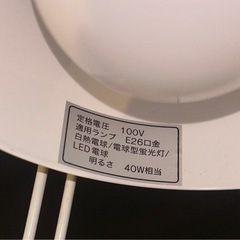 定格電圧 100V
適用ランプ E26口金
白熱電球/電球型蛍光灯/
LED電球
明るさ 40W相当